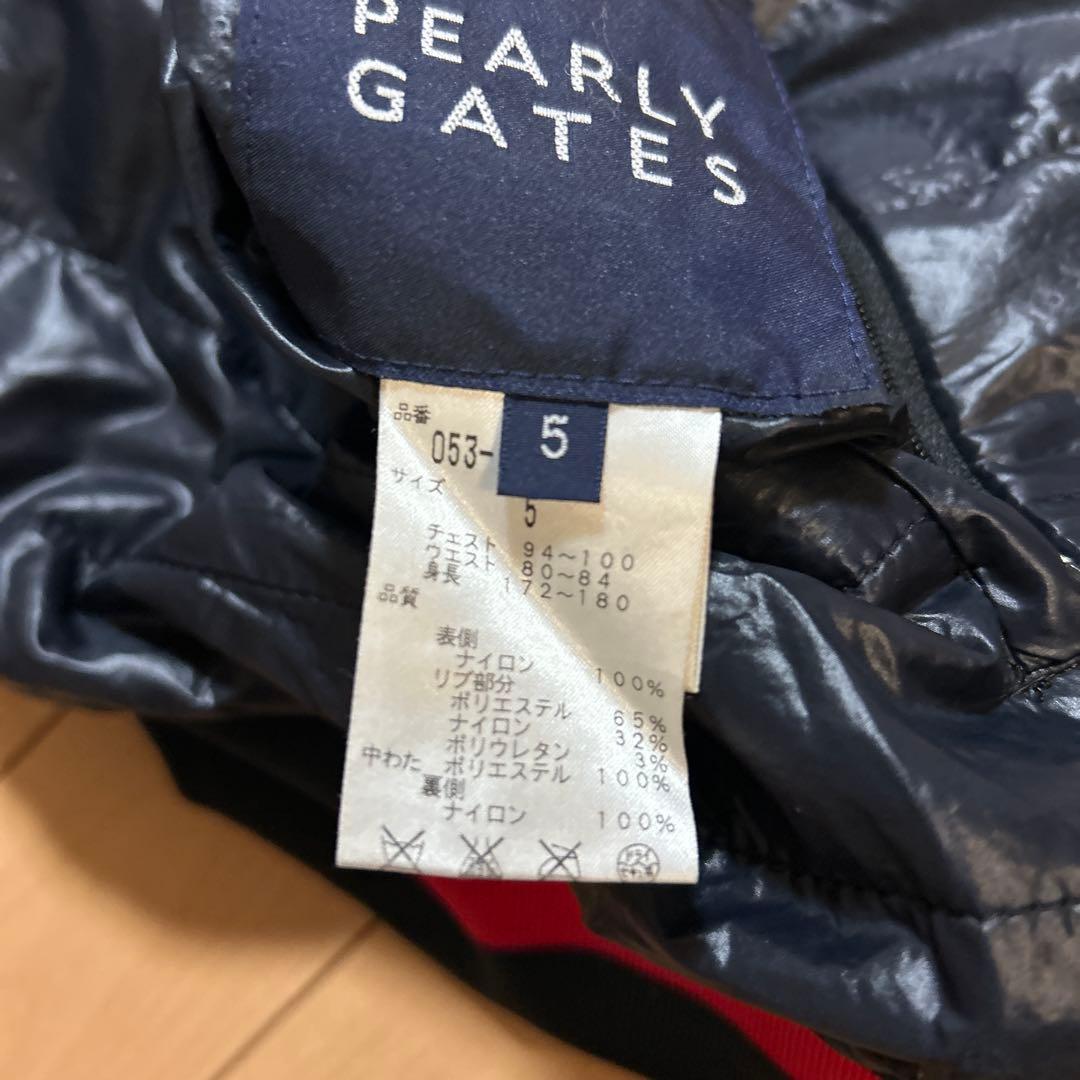 PEARLY
GATES
5
品番
053-
サイズ
5
チェスト 94～100
ウエスト 80～84
身長 172～180
品質
表側
ナイロン 100%
リブ部分
ポリエステル 65%
ナイロン 32%
ポリウレタン 3%
中わた ポリエステル 100%
裏側
ナイロン 100%
ドライ